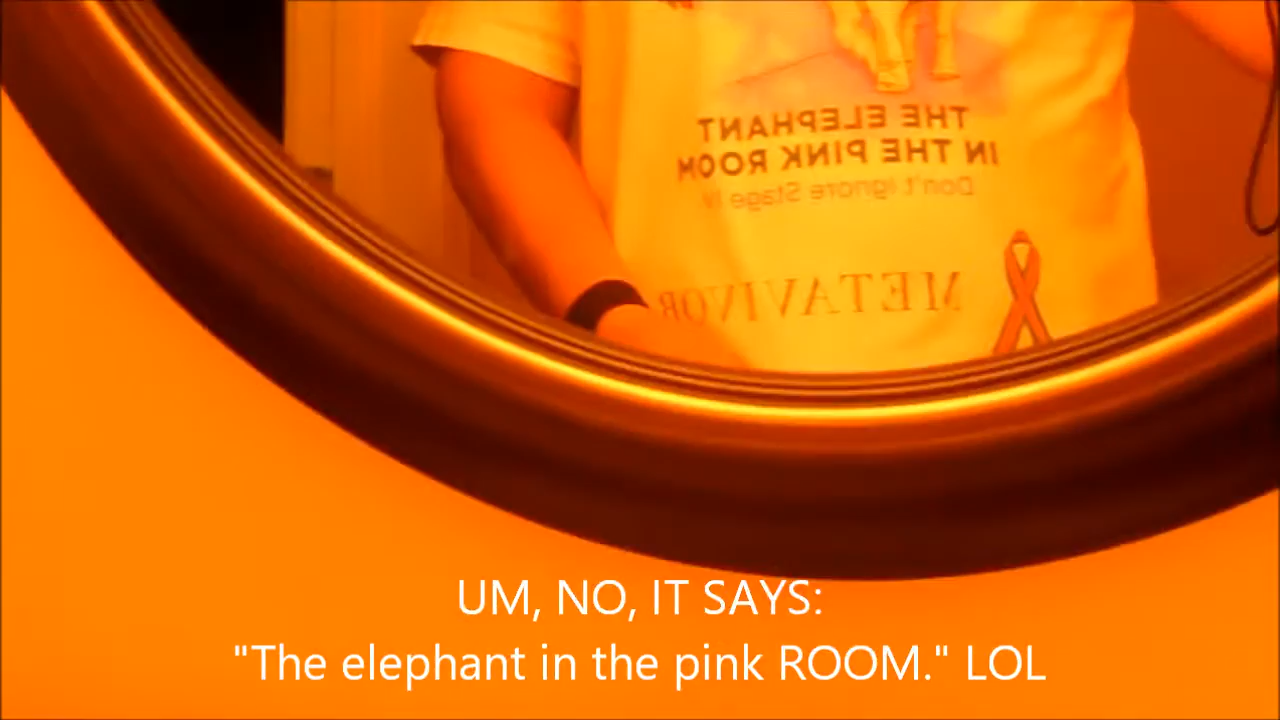 THE ELEPHANT
IN THE PINK ROOM
Don't Ignore Stage IV
METAVIVOR
UM, NO, IT SAYS:
"The elephant in the pink ROOM." LOL